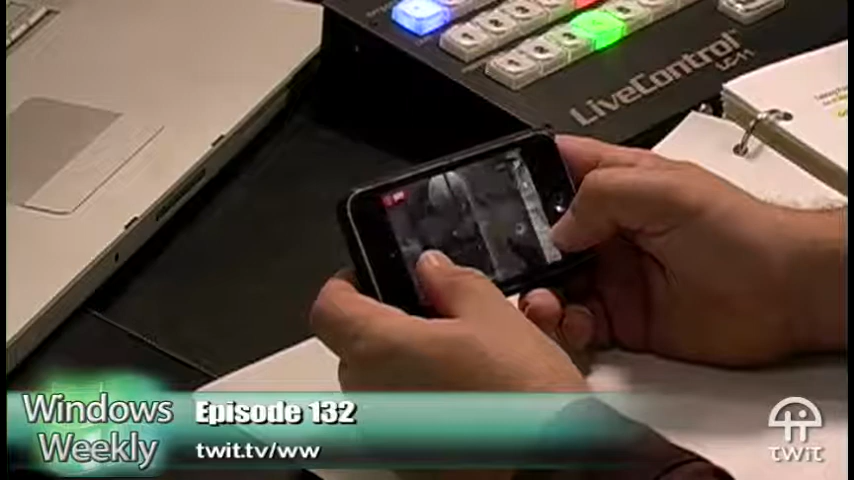 LiveControl
LC-11
Windows
Weekly
Episode 132
twit.tv/ww
TWiT